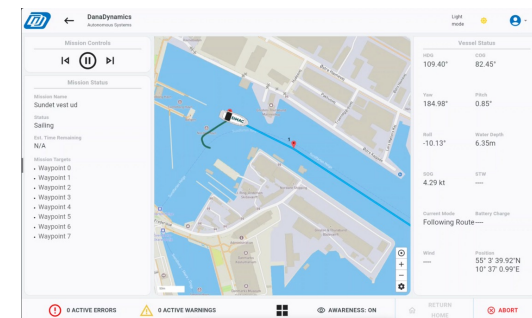 DanaDynamics
Autonomous Systems
Light
mode
Mission Controls
Mission Status
Mission Name
Sundet vest ud
Status
Sailing
Est. Time Remaining
N/A
Mission Targets
• Waypoint 0
• Waypoint 1
• Waypoint 2
• Waypoint 3
• Waypoint 4
• Waypoint 5
• Waypoint 6
• Waypoint 7
Vessel Status
HDG
COG
109.40°
82.45°
Yaw
Pitch
184.98°
0.85°
Roll
Water Depth
-10.13°
6.35m
SOG
STW
4.29 kt
—
Current Mode
Battery Charge
Following Route
—
Wind
Position
—
55° 3' 39.92"N
10° 37' 0.99"E
0 ACTIVE ERRORS
0 ACTIVE WARNINGS
AWARENESS: ON
RETURN
HOME
ABORT